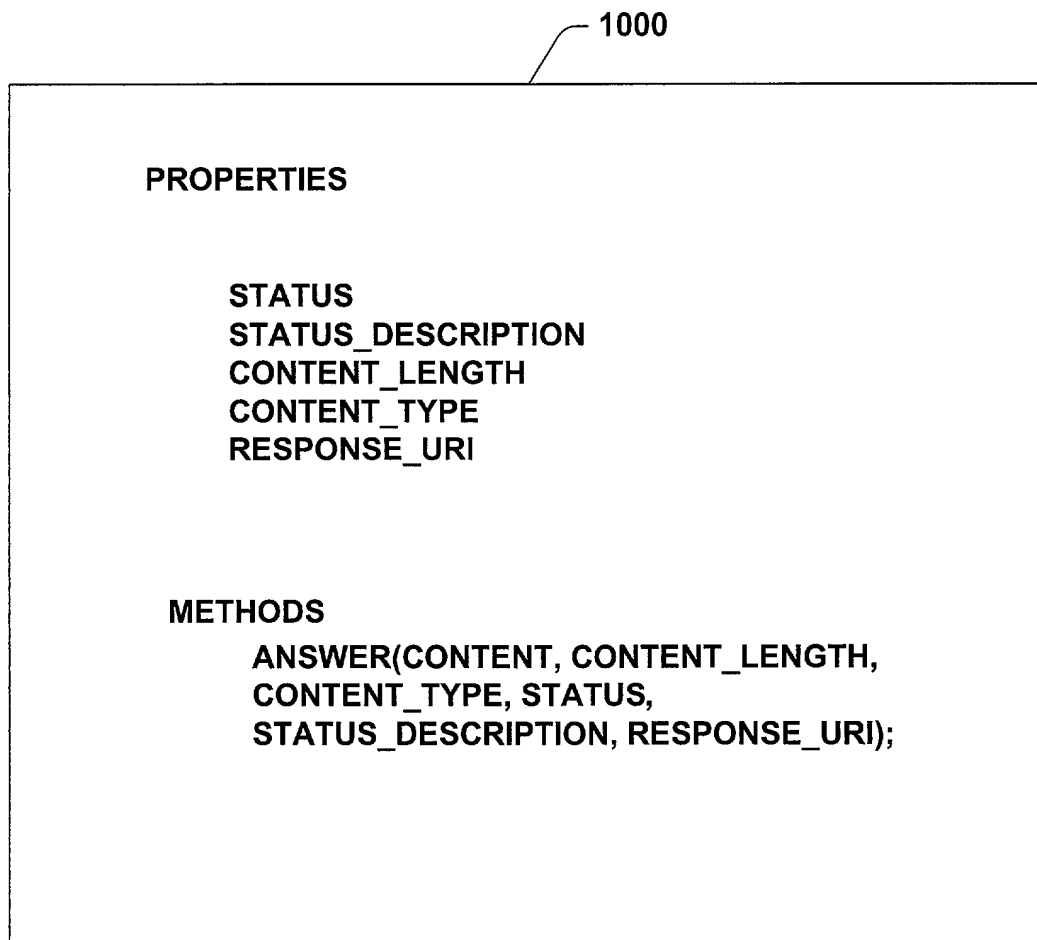 1000
PROPERTIES
STATUS
STATUS_DESCRIPTION
CONTENT_LENGTH
CONTENT_TYPE
RESPONSE_URI
METHODS
ANSWER(CONTENT, CONTENT_LENGTH,
CONTENT_TYPE, STATUS,
STATUS_DESCRIPTION, RESPONSE_URI);